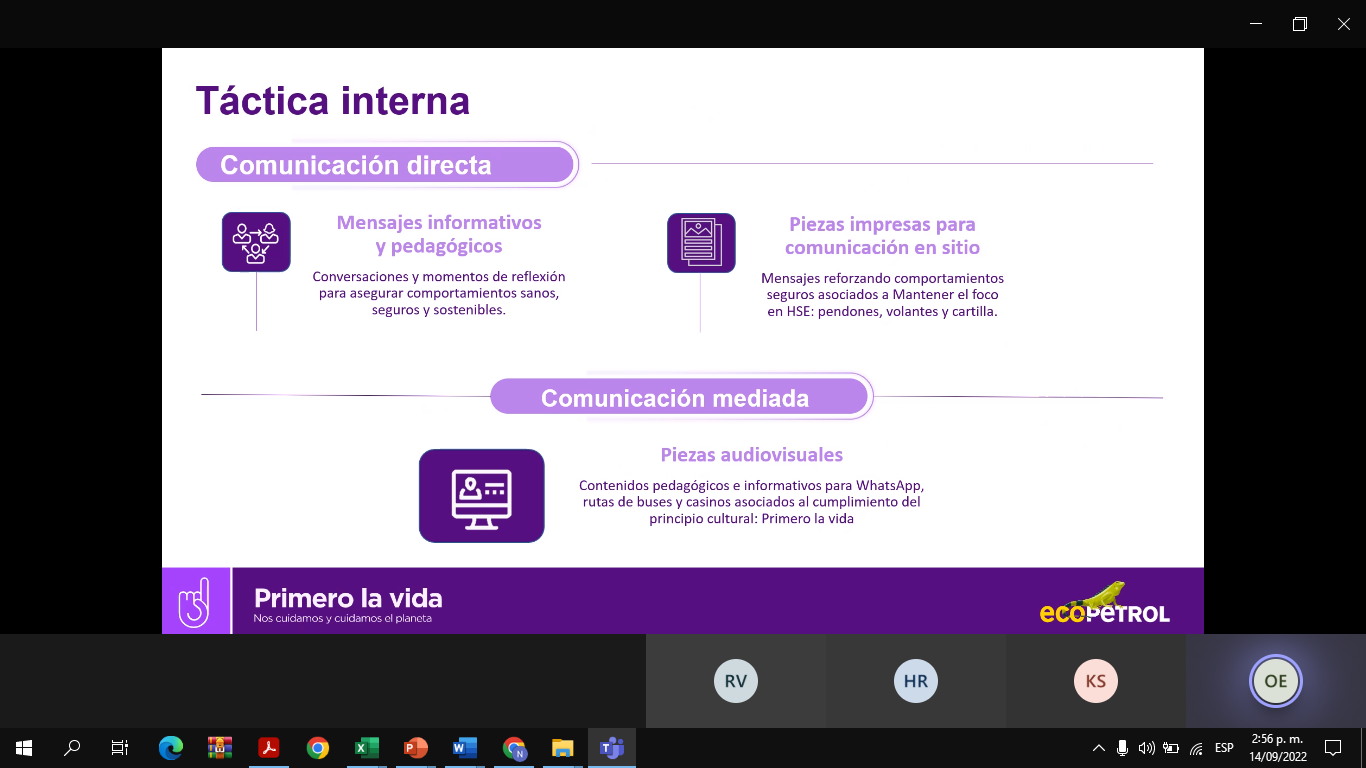 Táctica interna
Comunicación directa
Mensajes informativos
y pedagógicos
Conversaciones y momentos de reflexión
para asegurar comportamientos sanos,
seguros y sostenibles.
Piezas impresas para
comunicación en sitio
Mensajes reforzando comportamientos
seguros asociados a Mantener el foco
en HSE: pendones, volantes y cartilla.
Comunicación mediada
Piezas audiovisuales
Contenidos pedagógicos e informativos para WhatsApp,
rutas de buses y casinos asociados al cumplimiento del
principio cultural: Primero la vida
Primero la vida
Nos cuidamos y cuidamos el planeta
ecoPETROL
RV
HR
KS
OE
ESP
2:56 p. m.
14/09/2022